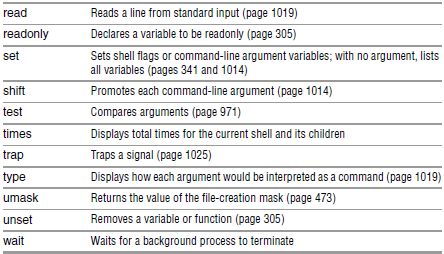 read Reads a line from standard input (page 1019)
readonly Declares a variable to be readonly (page 305)
set Sets shell flags or command-line argument variables; with no argument, lists
all variables (pages 341 and 1014)
shift Promotes each command-line argument (page 1014)
test Compares arguments (page 971)
times Displays total times for the current shell and its children
trap Traps a signal (page 1025)
type Displays how each argument would be interpreted as a command (page 1019)
umask Returns the value of the file-creation mask (page 473)
unset Removes a variable or function (page 305)
wait Waits for a background process to terminate